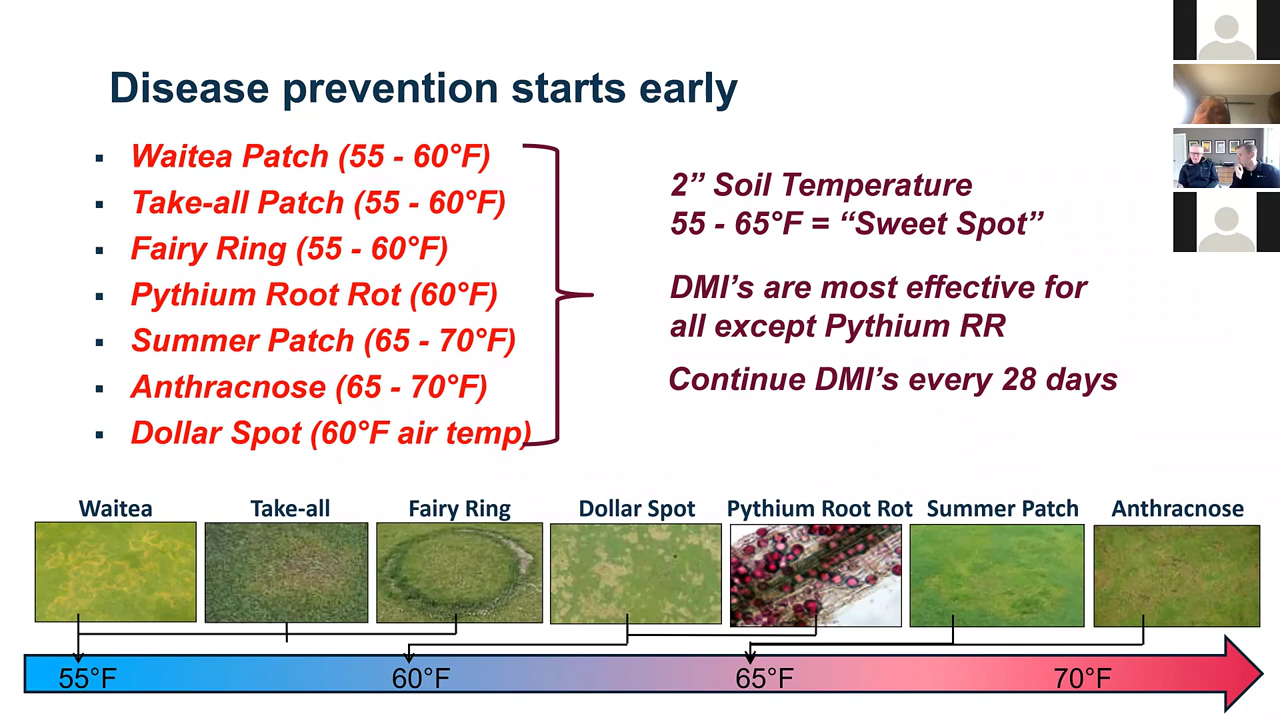 Disease prevention starts early
▪ Waitea Patch (55 - 60°F)
▪ Take-all Patch (55 - 60°F)
▪ Fairy Ring (55 - 60°F)
▪ Pythium Root Rot (60°F)
▪ Summer Patch (65 - 70°F)
▪ Anthracnose (65 - 70°F)
▪ Dollar Spot (60°F air temp)
2” Soil Temperature
55 - 65°F = “Sweet Spot”
DMI’s are most effective for
all except Pythium RR
Continue DMI’s every 28 days
Waitea Take-all Fairy Ring Dollar Spot Pythium Root Rot Summer Patch Anthracnose
55°F 60°F 65°F 70°F